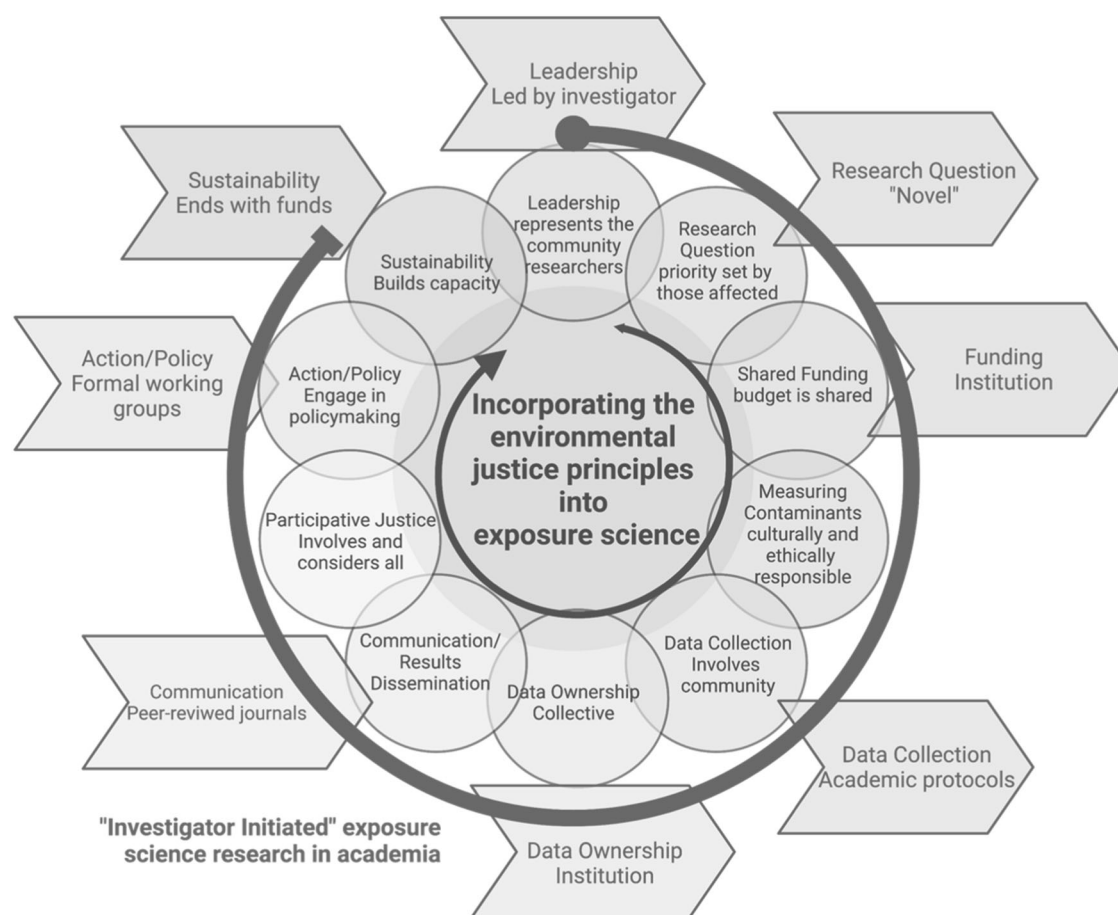 Leadership
Led by investigator
Research Question
"Novel"
Funding
Institution
Data Collection
Academic protocols
Data Ownership
Institution
Communication
Peer-reviwed journals
Action/Policy
Formal working
groups
Sustainability
Ends with funds
Leadership
represents the
community
researchers
Research
Question
priority set by
those affected
Shared Funding
budget is shared
Measuring
Contaminants
culturally and
ethically
responsible
Data Collection
Involves
community
Data Ownership
Collective
Communication/
Results
Dissemination
Participative Justice
Involves and
considers all
Action/Policy
Engage in
policymaking
Sustainability
Builds capacity
Incorporating the
environmental
justice principles
into
exposure science
"Investigator Initiated" exposure
science research in academia